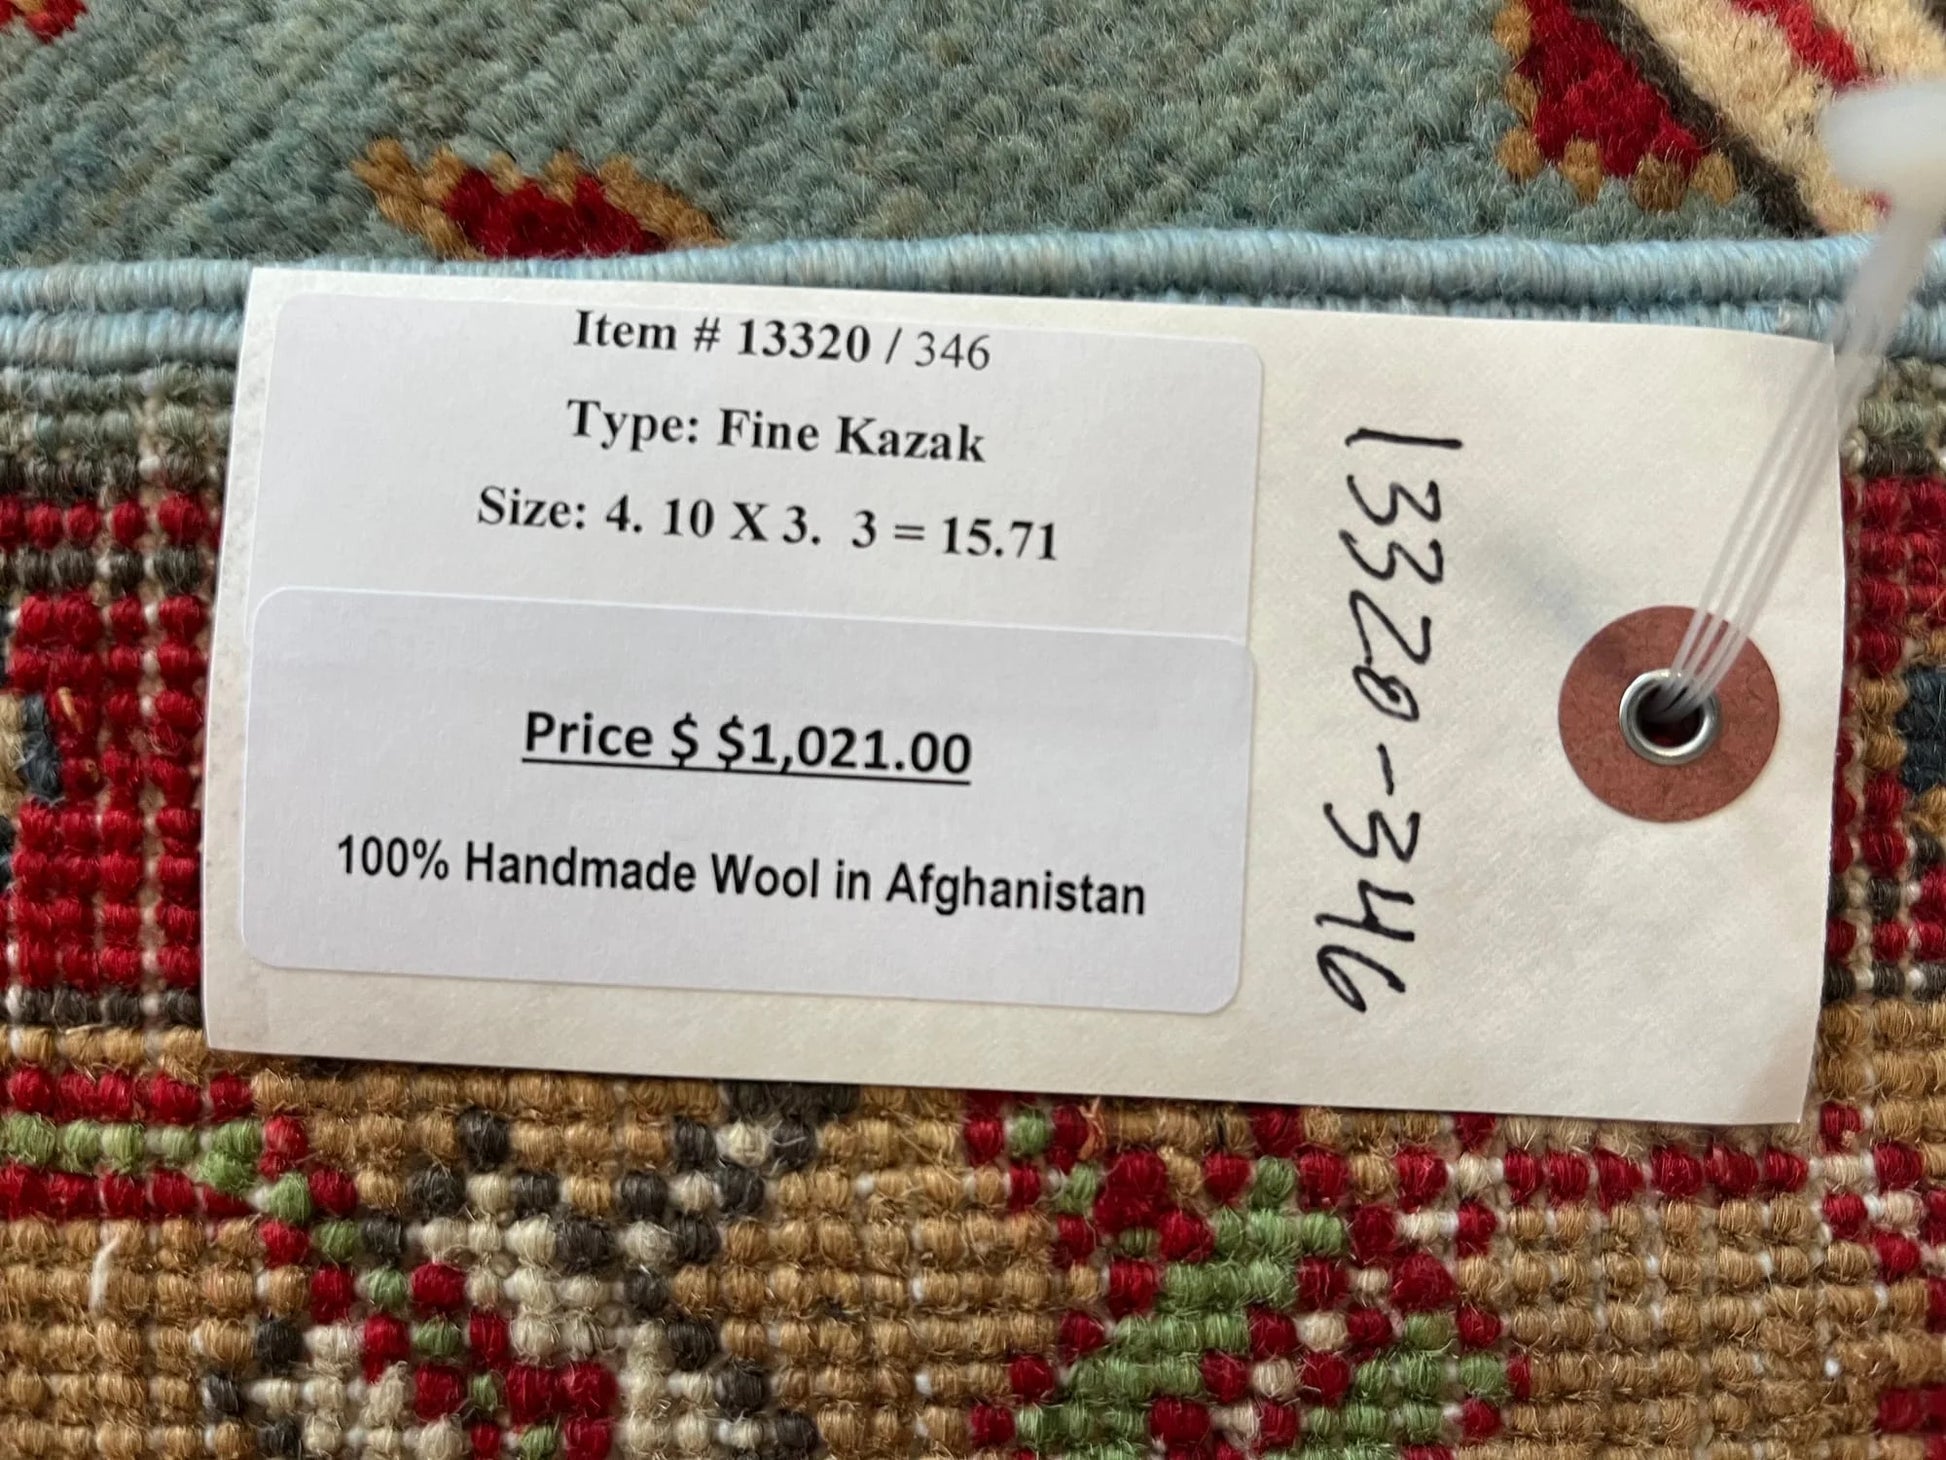 Item # 13320 / 346
Type: Fine Kazak
Size: 4. 10 X 3.  3 = 15.71
Price $ $1,021.00
100% Handmade Wool in Afghanistan
13320-346